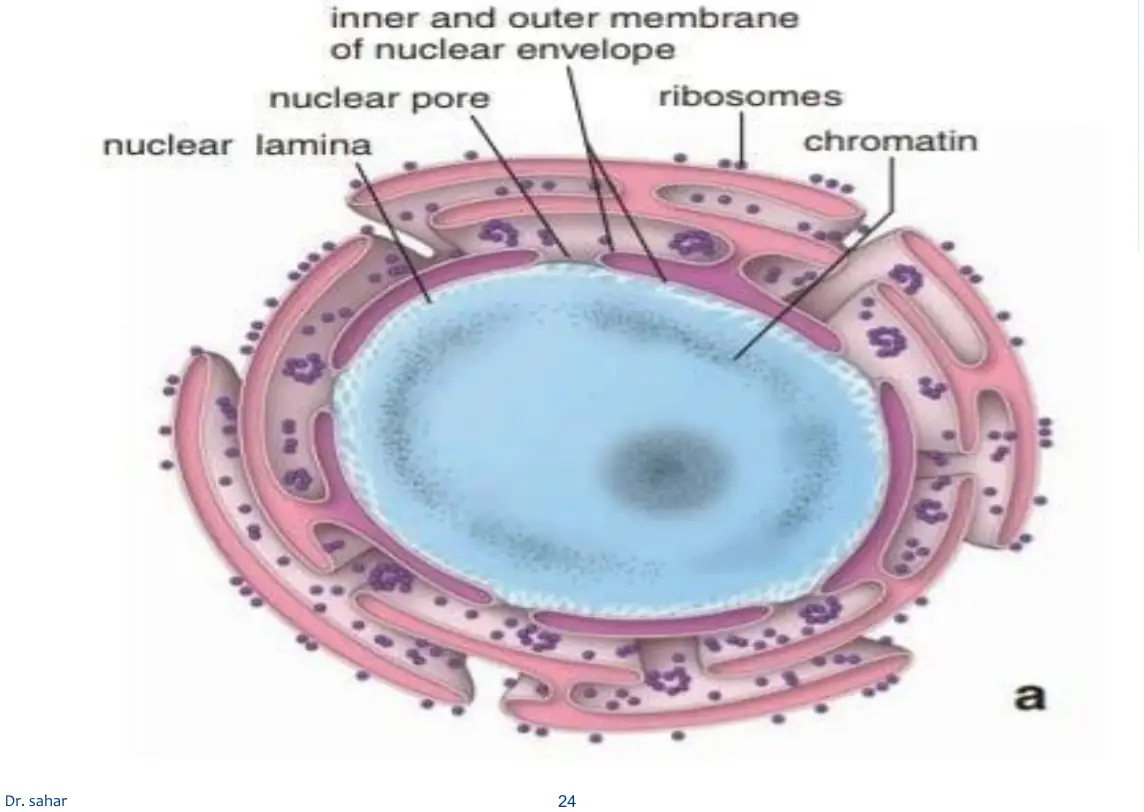 inner and outer membrane
of nuclear envelope
nuclear pore
ribosomes
nuclear lamina
chromatin
a
Dr. sahar
24